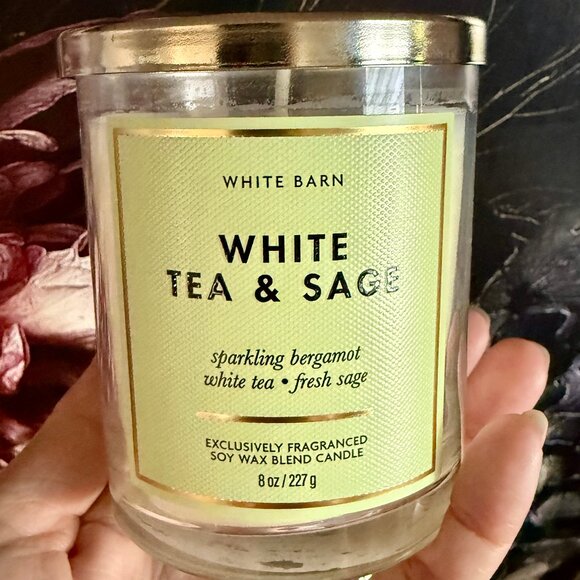 WHITE BARN
WHITE
TEA & SAGE
sparkling bergamot
white tea • fresh sage
EXCLUSIVELY FRAGRANCED
SOY WAX BLEND CANDLE
8 oz / 227 g